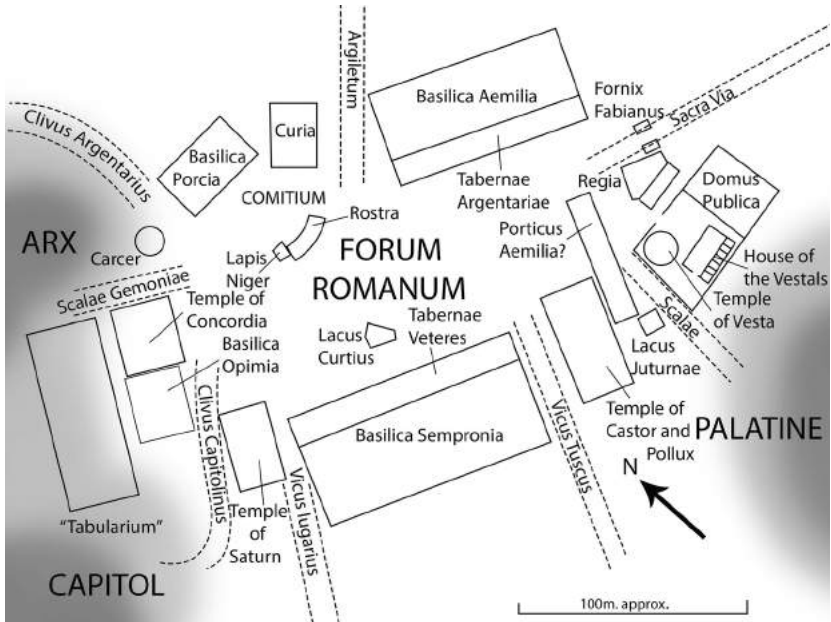 Argiletum
Basilica Aemilia
Fornix
Fabianus
Sacra Via
Clivus Argentarius
Curia
Basilica
Porcia
COMITIUM
Tabernae
Argentariae
Regia
Domus
Publica
Rostra
Porticus
Aemilia?
ARX
Carcer
Lapis
Niger
FORUM
ROMANUM
House of
the Vestals
Scalae Gemoniae
Temple of
Concordia
Temple
of Vesta
Scalae
Basilica
Opimia
Lacus
Curtius
Tabernae
Veteres
Lacus
Juturnae
Clivus Capitolinus
Basilica Sempronia
Vicus Tuscus
Temple of
Castor and
Pollux
PALATINE
N
Temple
of
Saturn
Vicus Iugarius
"Tabularium"
CAPITOL
100m. approx.